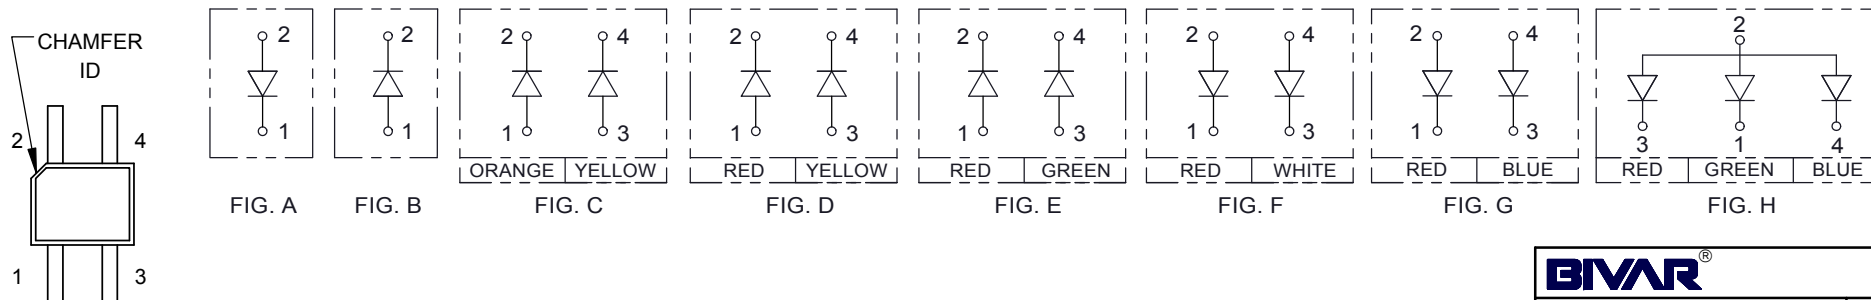 CHAMFER
ID
2 4
1 3
2
1
FIG. A
2
1
FIG. B
2 4
1 3
ORANGE YELLOW
FIG. C
2 4
1 3
RED YELLOW
FIG. D
2 4
1 3
RED GREEN
FIG. E
2 4
1 3
RED WHITE
FIG. F
2 4
1 3
RED BLUE
FIG. G
2
3 1 4
RED GREEN BLUE
FIG. H
BIVAR®